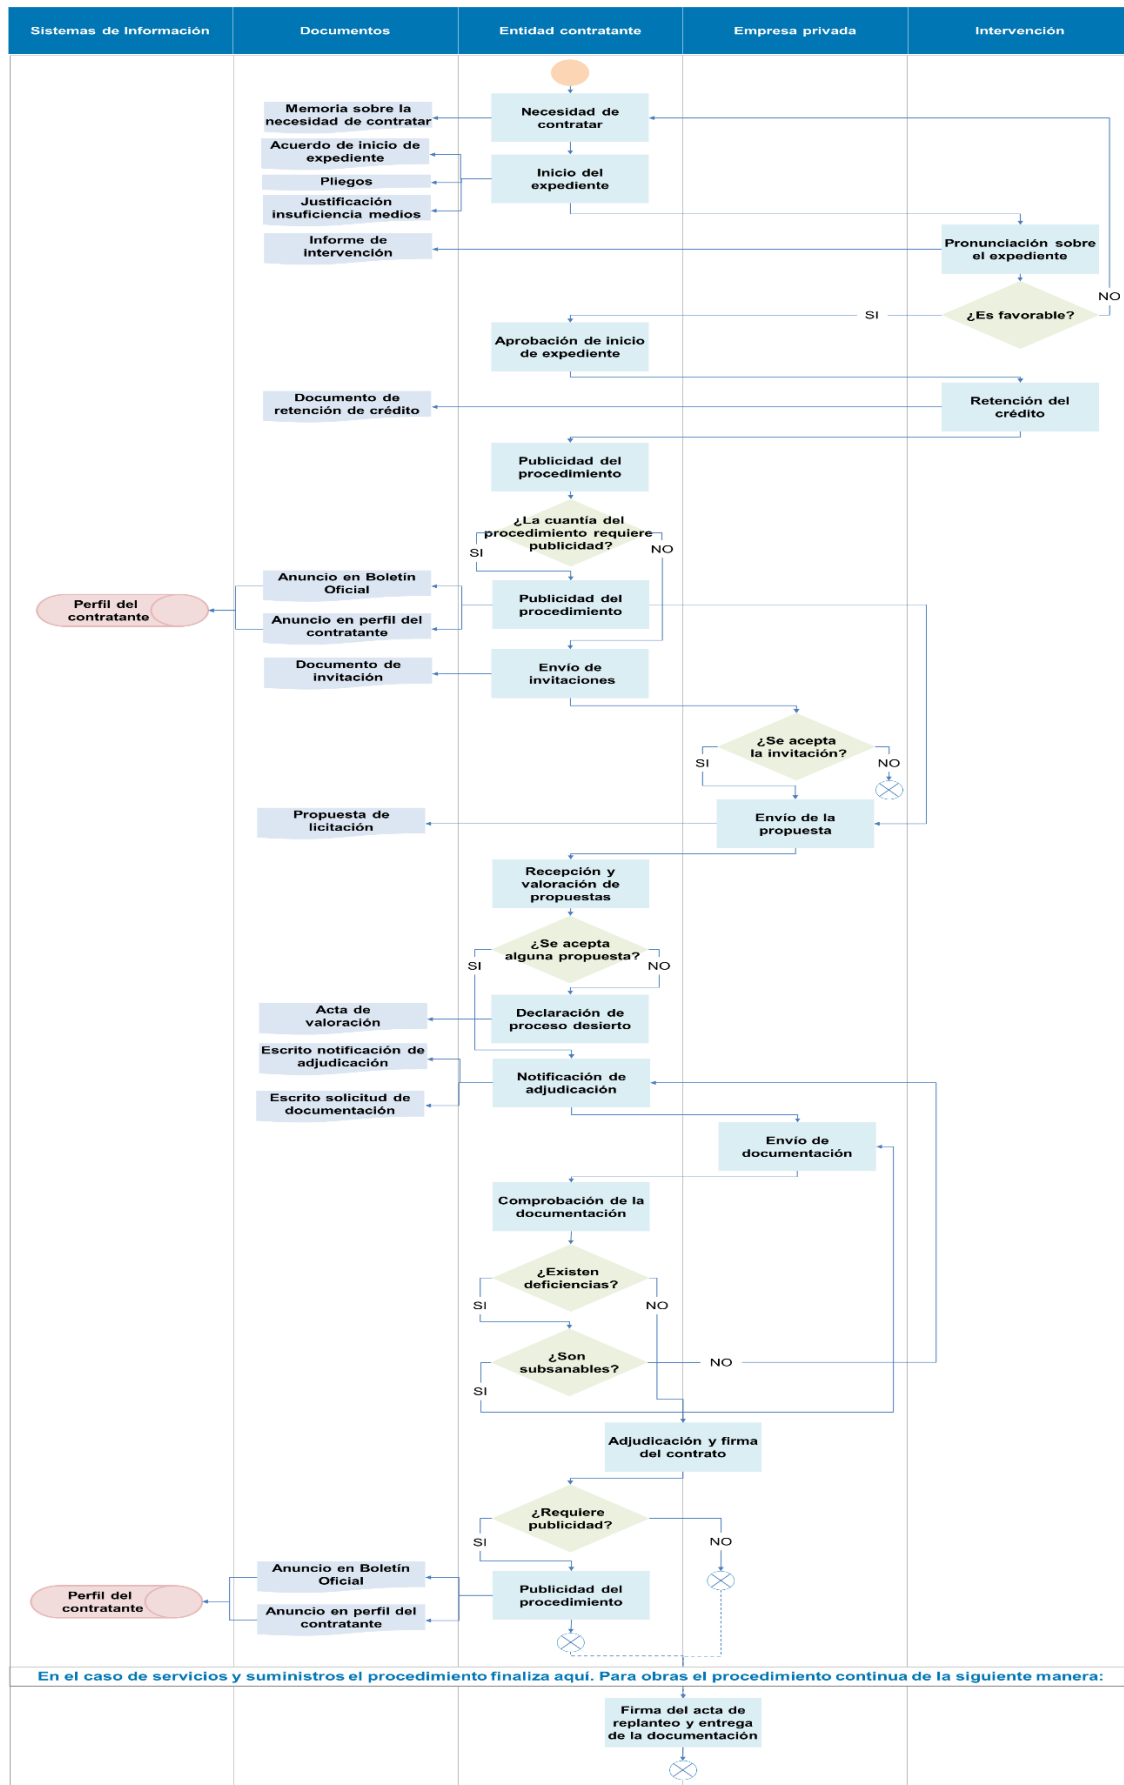 Sistemas de Información
Documentos
Entidad contratante
Empresa privada
Intervención
Memoria sobre la
necesidad de contratar
Necesidad de
contratar
Acuerdo de inicio de
expediente
Pliegos
Justificación
insuficiencia medios
Inicio del
expediente
Informe de
intervención
Pronunciación sobre
el expediente
NO
SI
¿Es favorable?
Aprobación de inicio
de expediente
Documento de
retención de crédito
Retención del
crédito
Publicidad del
procedimiento
¿La cuantía del
procedimiento requiere
publicidad?
SI
NO
Perfil del
contratante
Anuncio en Boletín
Oficial
Anuncio en perfil del
contratante
Publicidad del
procedimiento
Documento de
invitación
Envío de
invitaciones
¿Se acepta
la invitación?
SI
NO
Propuesta de
licitación
Envío de la
propuesta
Recepción y
valoración de
propuestas
¿Se acepta
alguna propuesta?
SI
NO
Acta de
valoración
Declaración de
proceso desierto
Escrito notificación de
adjudicación
Escrito solicitud de
documentación
Notificación de
adjudicación
Envío de
documentación
Comprobación de la
documentación
¿Existen
deficiencias?
SI
NO
¿Son
subsanables?
NO
SI
Adjudicación y firma
del contrato
¿Requiere
publicidad?
SI
NO
Perfil del
contratante
Anuncio en Boletín
Oficial
Anuncio en perfil del
contratante
Publicidad del
procedimiento
En el caso de servicios y suministros el procedimiento finaliza aquí. Para obras el procedimiento continua de la siguiente manera:
Firma del acta de
replanteo y entrega
de la documentación